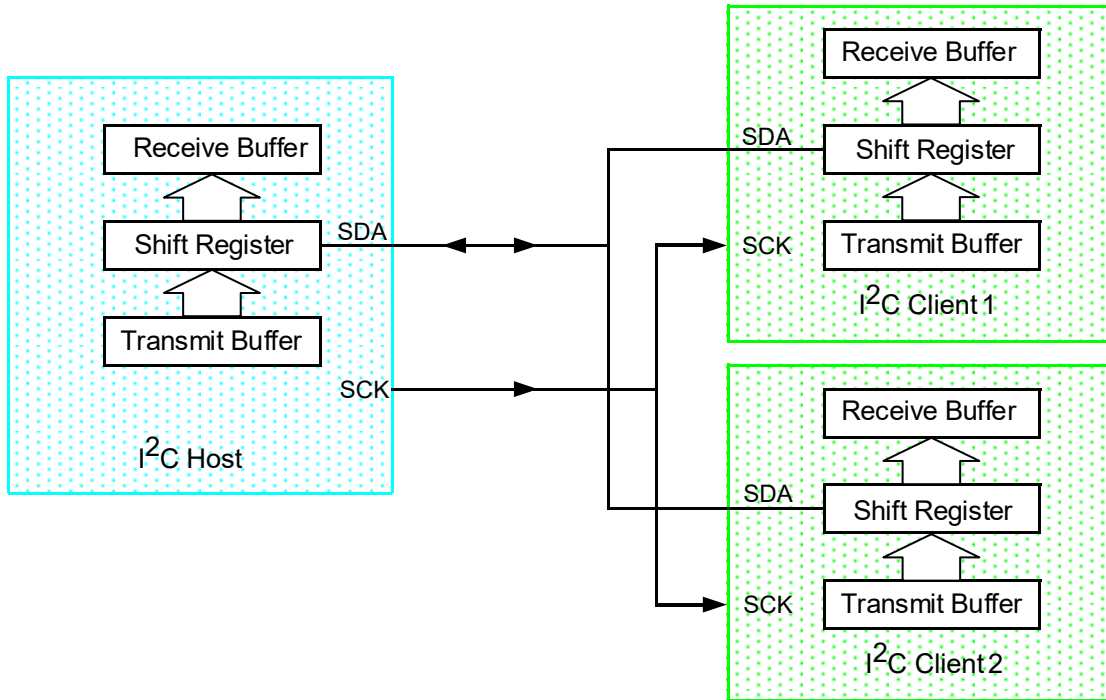 Receive Buffer
Shift Register
SDA
Transmit Buffer
SCK
I²C Host
Receive Buffer
SDA
Shift Register
SCK
Transmit Buffer
I²C Client 1
Receive Buffer
SDA
Shift Register
SCK
Transmit Buffer
I²C Client 2